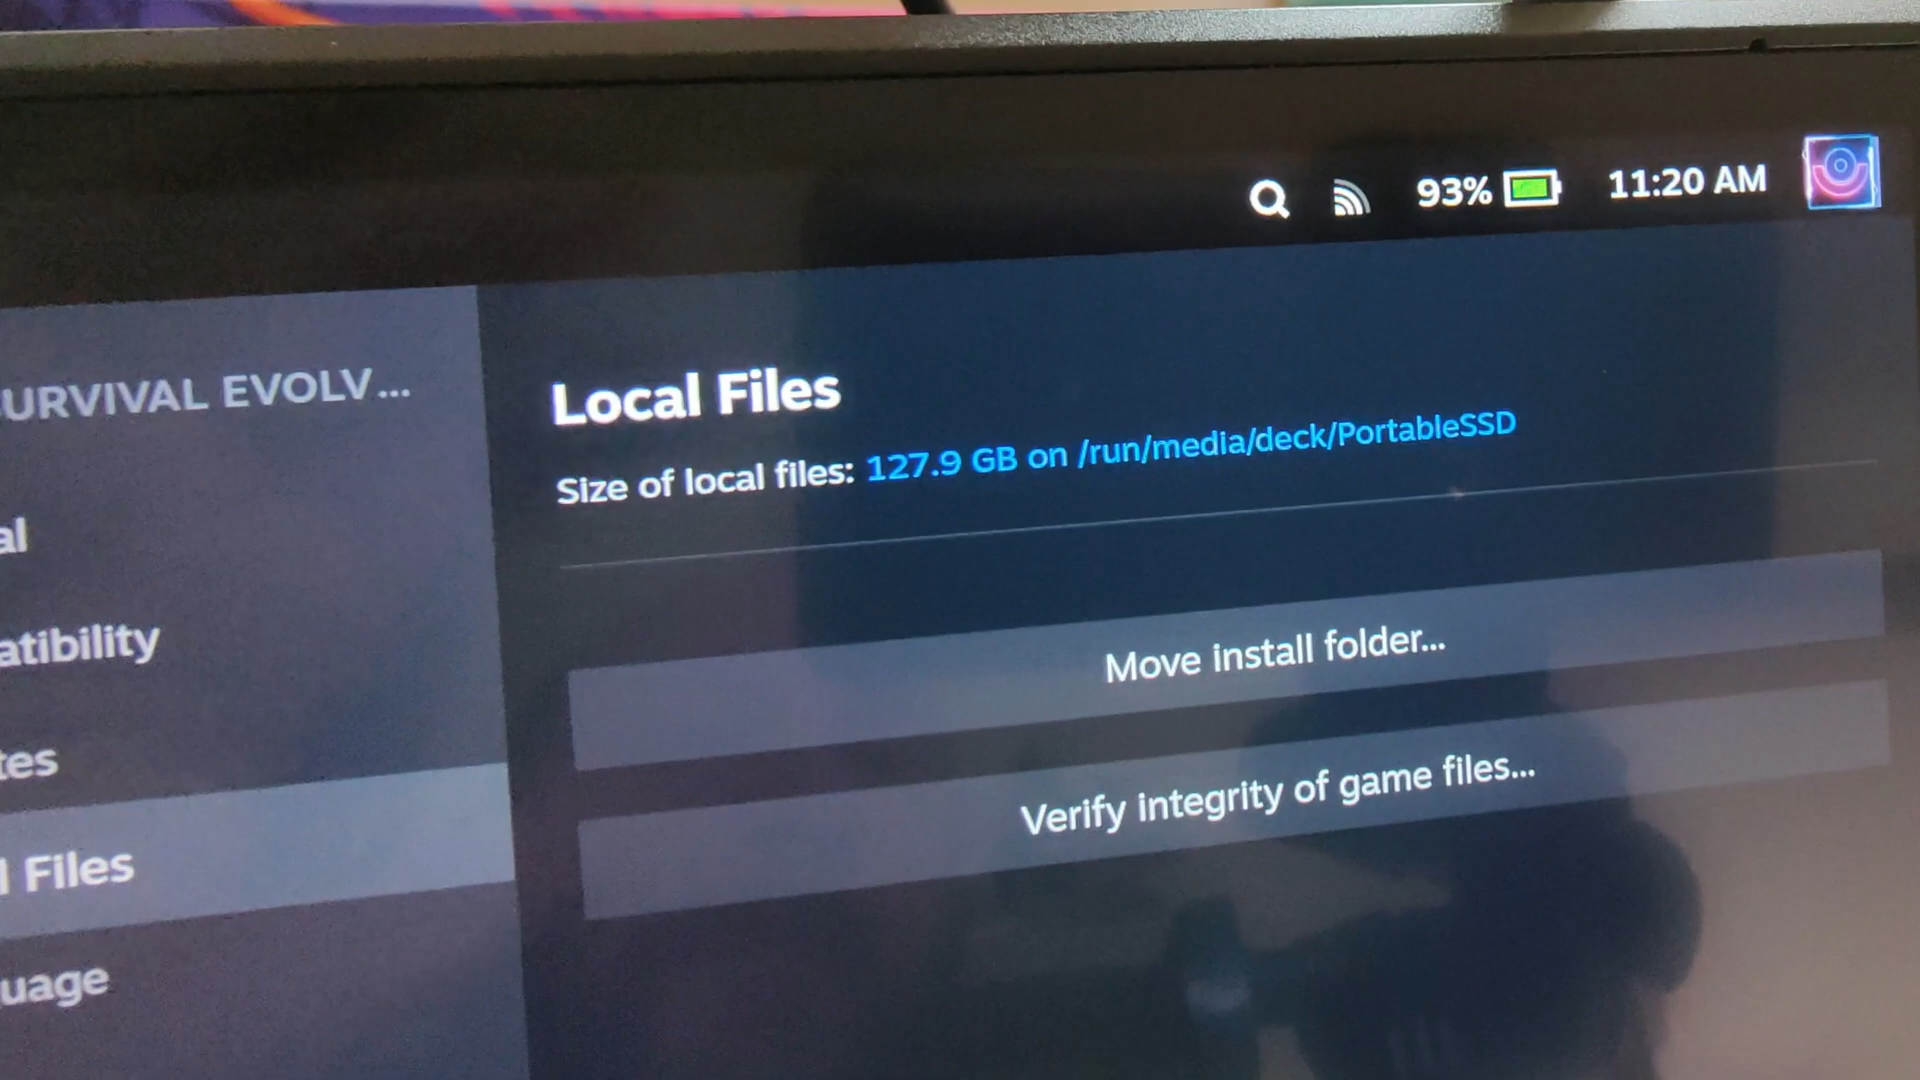 93% 11:20 AM
URVIVAL EVOLV...
al
atibility
tes
l Files
uage
Local Files
Size of local files: 127.9 GB on /run/media/deck/PortableSSD
Move install folder...
Verify integrity of game files...